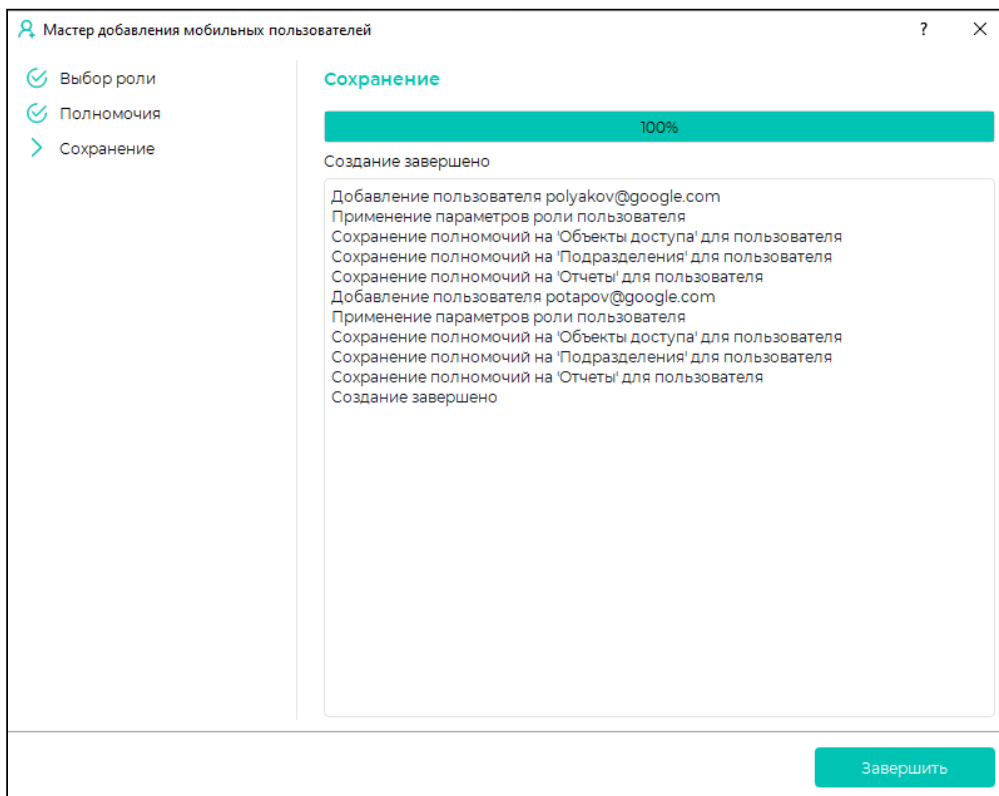 Мастер добавления мобильных пользователей
?
Выбор роли
Полномочия
Сохранение
Сохранение
100%
Создание завершено
Добавление пользователя polyakov@google.com
Применение параметров роли пользователя
Сохранение полномочий на 'Объекты доступа' для пользователя
Сохранение полномочий на 'Подразделения' для пользователя
Сохранение полномочий на 'Отчеты' для пользователя
Добавление пользователя potapov@google.com
Применение параметров роли пользователя
Сохранение полномочий на 'Объекты доступа' для пользователя
Сохранение полномочий на 'Подразделения' для пользователя
Сохранение полномочий на 'Отчеты' для пользователя
Создание завершено
Завершить